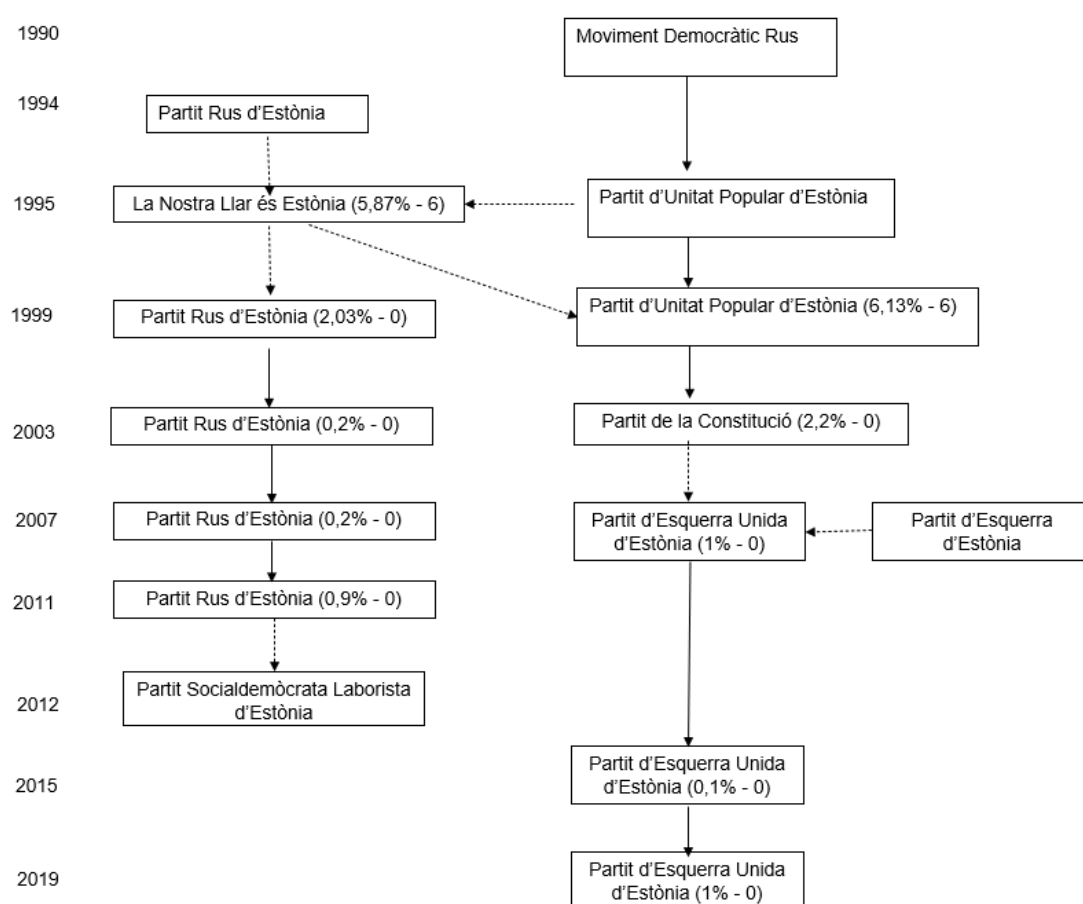 1990
Moviment Democràtic Rus
1994
Partit Rus d’Estònia
1995
La Nostra Llar és Estònia (5,87% - 6)
Partit d’Unitat Popular d’Estònia
1999
Partit Rus d’Estònia (2,03% - 0)
Partit d’Unitat Popular d’Estònia (6,13% - 6)
2003
Partit Rus d’Estònia (0,2% - 0)
Partit de la Constitució (2,2% - 0)
2007
Partit Rus d’Estònia (0,2% - 0)
Partit d’Esquerra Unida
d’Estònia (1% - 0)
Partit d’Esquerra
d’Estònia
2011
Partit Rus d’Estònia (0,9% - 0)
2012
Partit Socialdemòcrata Laborista
d’Estònia
2015
Partit d’Esquerra Unida
d’Estònia (0,1% - 0)
2019
Partit d’Esquerra Unida
d’Estònia (1% - 0)